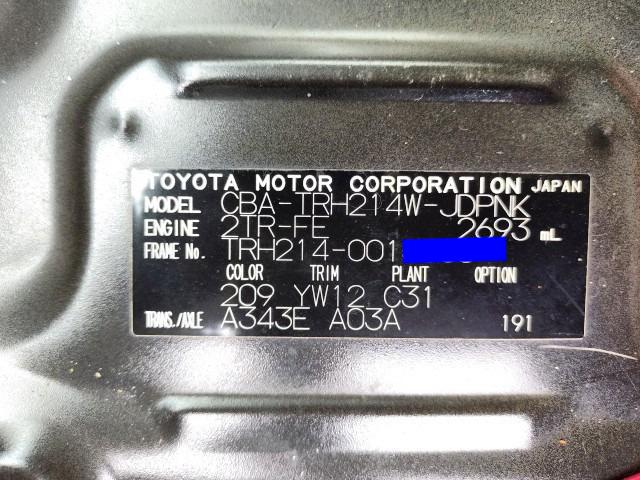 TOYOTA MOTOR CORPORATION JAPAN
MODEL CBA-TRH214W-JDPNK
ENGINE 2TR-FE 2693 mL
FRAME No. TRH214-001
COLOR TRIM PLANT OPTION
209 YW12 C31
TRANS./AXLE A343E A03A 191